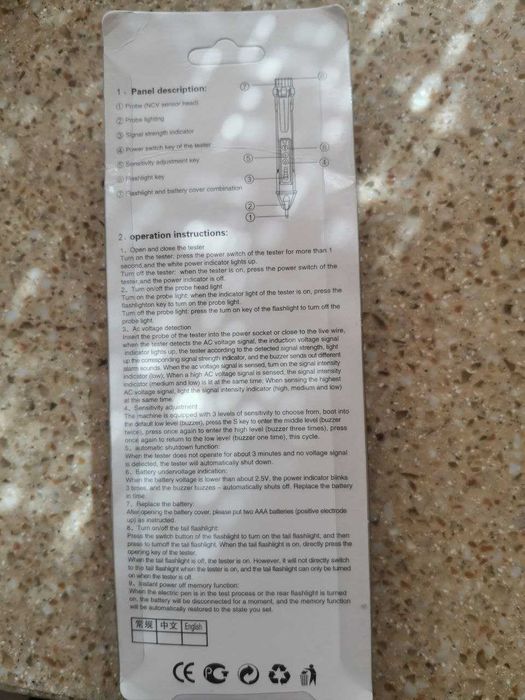 1、Panel description:
① Probe (NCV sensor head)
② Probe lighting
③ Signal strength indicator
④ Power switch key of the tester
⑤ Sensitivity adjustment key
⑥ Flashlight key
⑦ Flashlight and battery cover combination
⑦
⑧
⑥
⑤
④
③
②
①
2、operation instructions:
1、Open and close the tester
Turn on the tester: press the power switch of the tester for more than 1
second and the white power indicator lights up.
Turn off the tester: when the tester is on, press the power switch of the
tester and the power indicator is off.
2、Turn on/off the probe head light
Turn on the probe light: when the indicator light of the tester is on, press the
flashlighton key to turn on the probe light.
Turn off the probe light: press the turn on key of the flashlight to turn off the
probe light.
3、Ac voltage detection
Insert the probe of the tester into the power socket or close to the live wire,
when the tester detects the AC voltage signal, the induction voltage signal
indicator lights up, the tester according to the detected signal strength, light
up the corresponding signal strength indicator, and the buzzer sends out different
alarm sounds. When the ac voltage signal is sensed, turn on the signal intensity
indicator (low); When a high AC voltage signal is sensed, the signal intensity
indicator (medium and low) is lit at the same time; When sensing the highest
AC voltage signal, light the signal intensity indicator (high, medium and low)
at the same time.
4、Sensitivity adjustment
The machine is equipped with 3 levels of sensitivity to choose from, boot into
the default low level (buzzer), press the S key to enter the middle level (buzzer
twice), press once again to enter the high level (buzzer three times), press
once again to return to the low level (buzzer one time), this cycle.
5、automatic shutdown function:
When the tester does not operate for about 3 minutes and no voltage signal
is detected, the tester will automatically shut down.
6、Battery undervoltage indication:
When the battery voltage is lower than about 2.5V, the power indicator blinks
3 times, and the buzzer buzzes – automatically shuts off. Replace the battery
in time.
7、Replace the battery:
After opening the battery cover, please put two AAA batteries (positive electrode
up) as instructed.
8、Turn on/off the tail flashlight:
Press the switch button of the flashlight to turn on the tail flashlight, and then
press to turnoff the tail flashlight. When the tail flashlight is on, directly press the
opening key of the tester.
When the tail flashlight is off, the tester is on. However, it will not directly switch
to the tail flashlight when the tester is on, and the tail flashlight can only be turned
on when the tester is off.
9、Instant power off memory function:
When the electric pen is in the test process or the rear flashlight is turned
on, the battery will be disconnected for a moment, and the memory function
will be automatically restored to the state you set.
常规 中文 English
CE